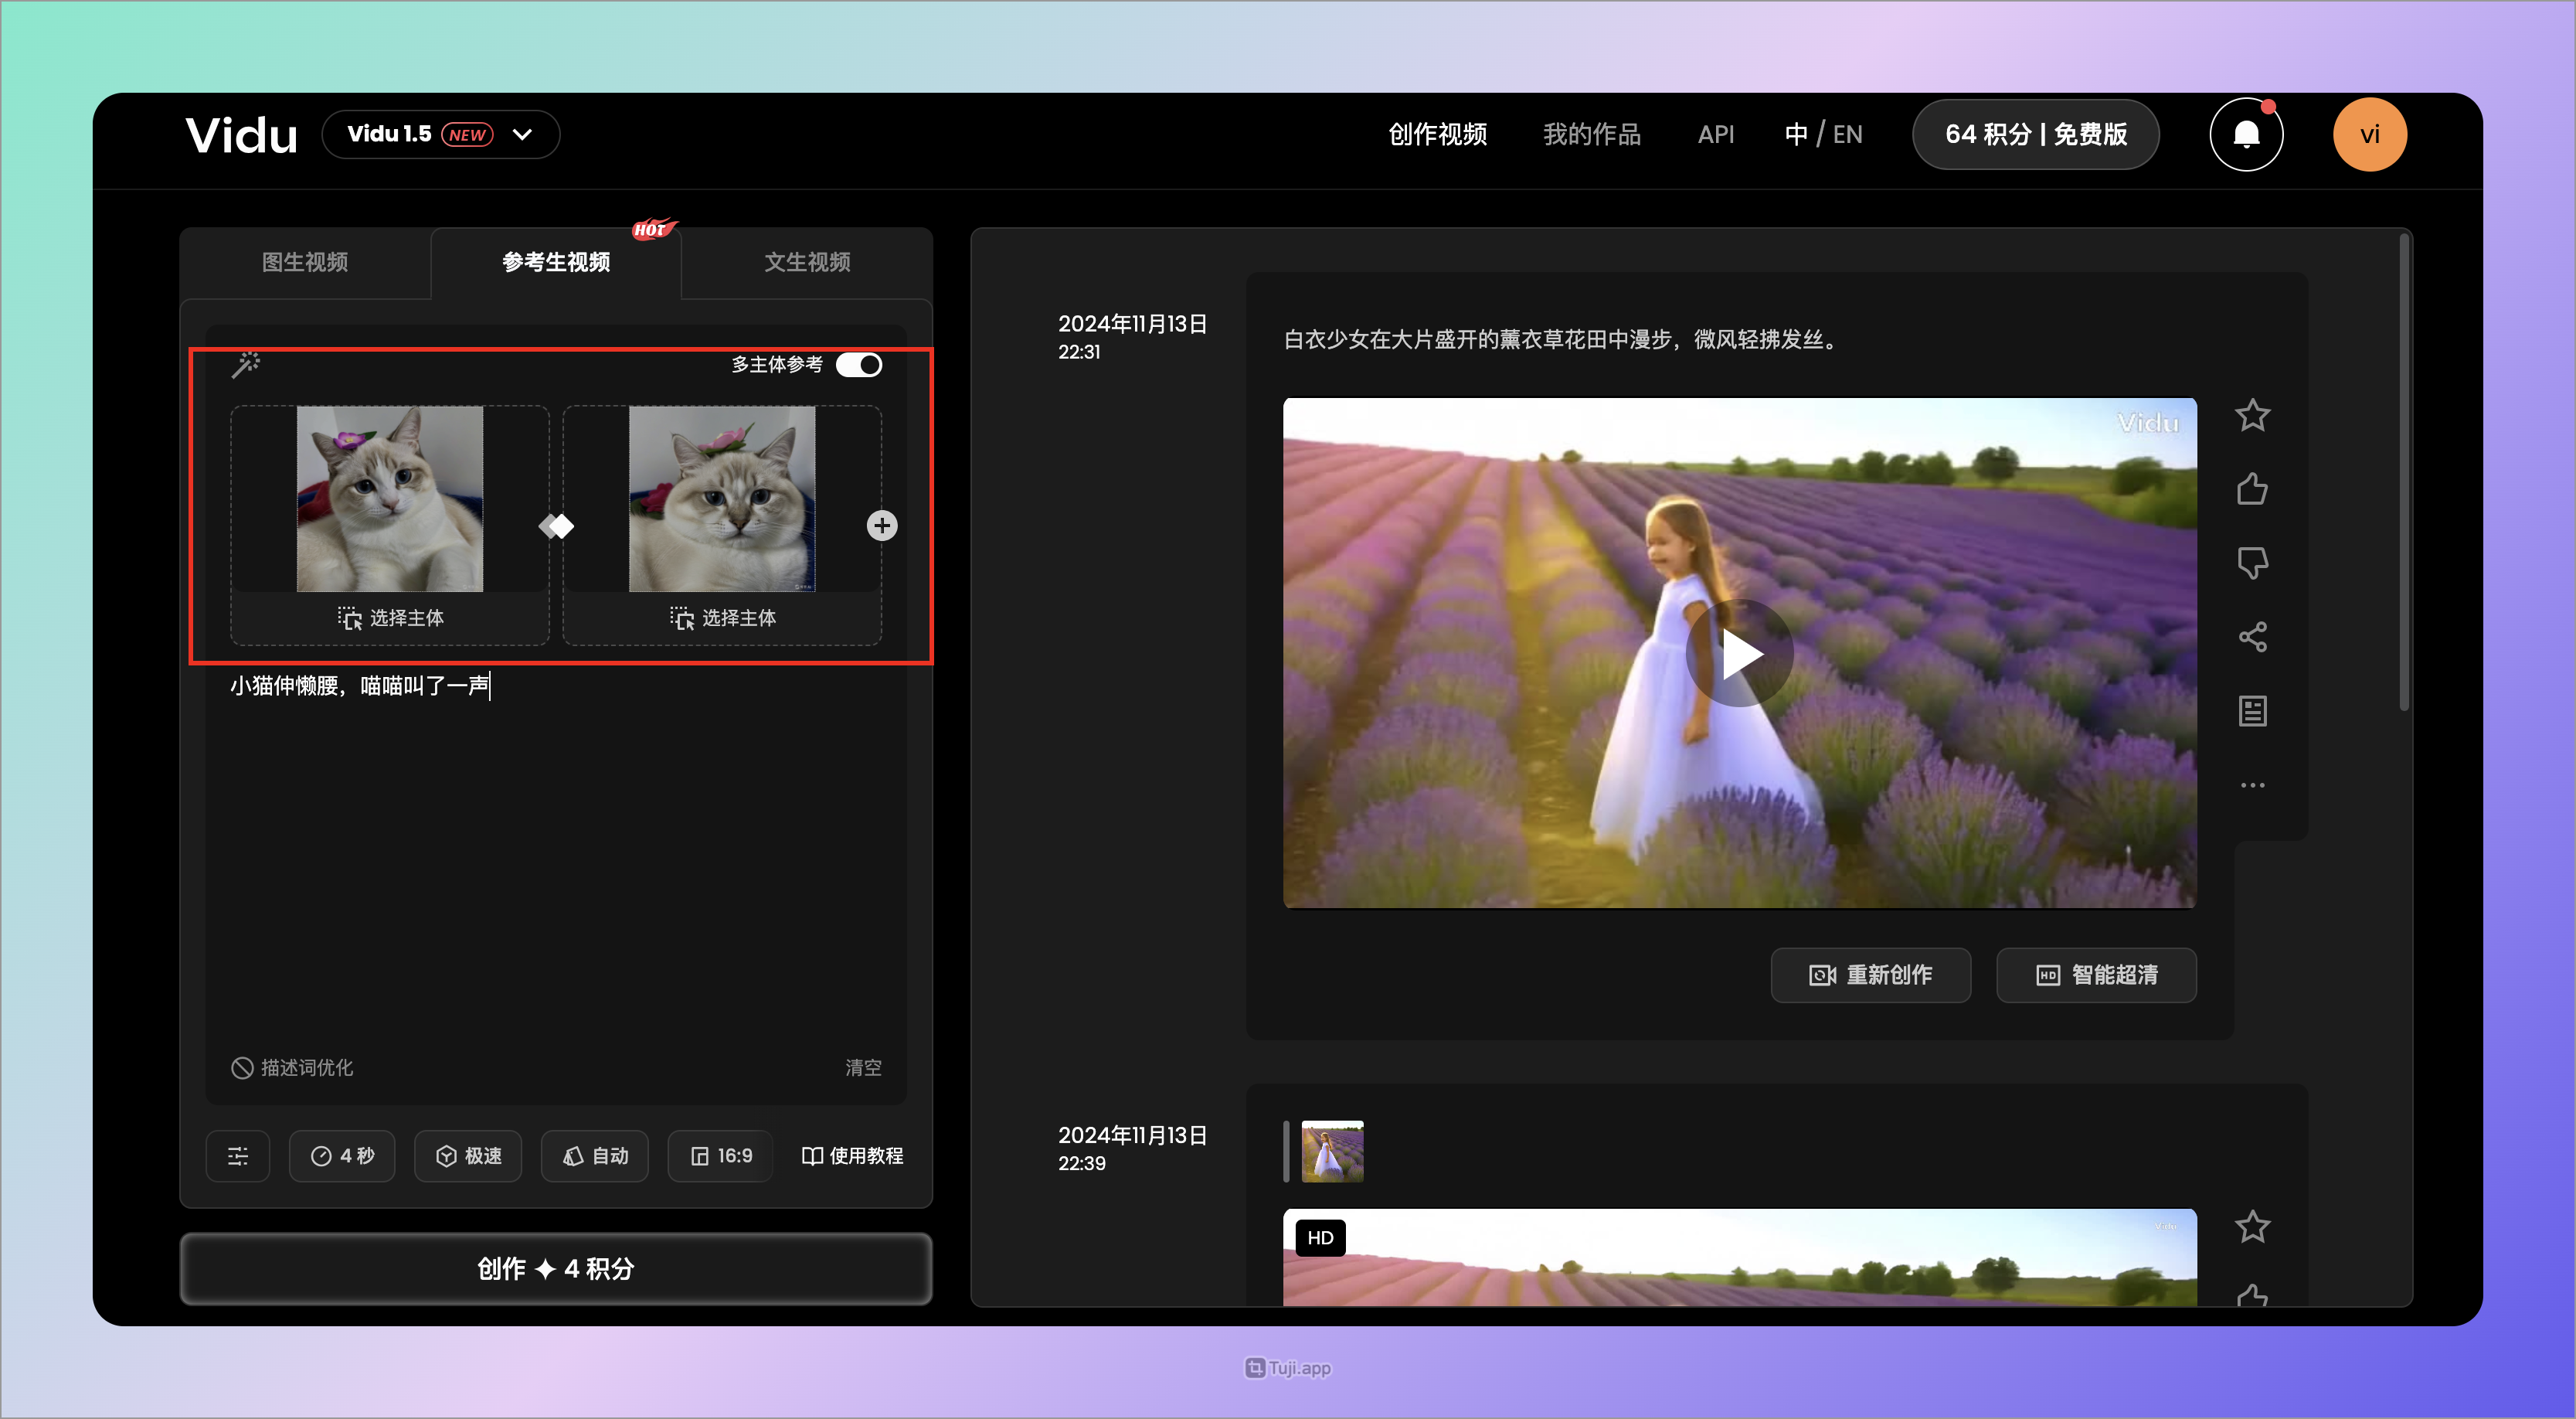 Vidu
Vidu 1.5 NEW
创作视频
我的作品
API
中 / EN
64 积分 | 免费版
vi
图生视频
参考生视频
HOT
文生视频
多主体参考
选择主体
选择主体
小猫伸懒腰，喵喵叫了一声
描述词优化
清空
4 秒
极速
自动
16:9
使用教程
创作 4 积分
2024年11月13日
22:31
白衣少女在大片盛开的薰衣草花田中漫步，微风轻拂发丝。
Vidu
重新创作
HD 智能超清
2024年11月13日
22:39
HD
Vidu
Tuji.app